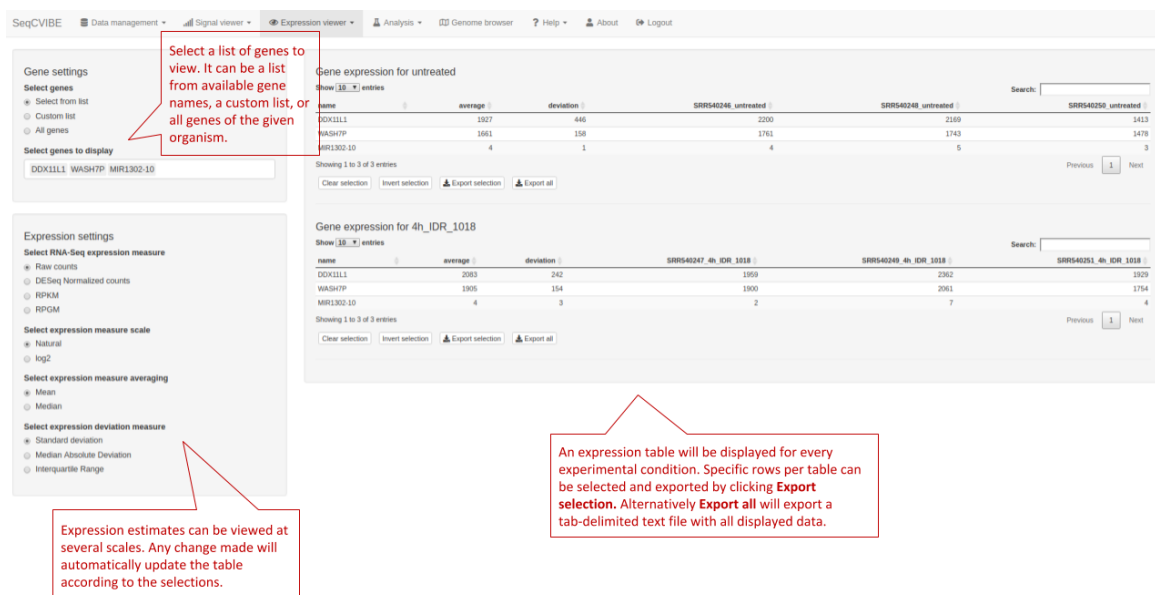 SeqCVIBE Data management Signal viewer Expression viewer Analysis Genome browser ? Help About Logout
Select a list of genes to
view. It can be a list
from available gene
names, a custom list, or
all genes of the given
organism.
Gene settings
Select genes
Select from list
Custom list
All genes
Select genes to display
DDX11L1 WASH7P MIR1302-10
Expression settings
Select RNA-Seq expression measure
Raw counts
DESeq Normalized counts
RPKM
RPGM
Select expression measure scale
Natural
log2
Select expression measure averaging
Mean
Median
Select expression deviation measure
Standard deviation
Median Absolute Deviation
Interquartile Range
Expression estimates can be viewed at
several scales. Any change made will
automatically update the table
according to the selections.
Gene expression for untreated
Show 10 entries Search:
name average deviation SRR540246_untreated SRR540248_untreated SRR540250_untreated
DDX11L1 1927 446 2200 2169 1413
WASH7P 1661 158 1761 1743 1478
MIR1302-10 4 1 4 5 3
Showing 1 to 3 of 3 entries Previous 1 Next
Clear selection Invert selection Export selection Export all
Gene expression for 4h_IDR_1018
Show 10 entries Search:
name average deviation SRR540247_4h_IDR_1018 SRR540249_4h_IDR_1018 SRR540251_4h_IDR_1018
DDX11L1 2083 242 1959 2362 1929
WASH7P 1905 154 1900 2061 1754
MIR1302-10 4 3 2 7 4
Showing 1 to 3 of 3 entries Previous 1 Next
Clear selection Invert selection Export selection Export all
An expression table will be displayed for every
experimental condition. Specific rows per table can
be selected and exported by clicking Export
selection. Alternatively Export all will export a
tab-delimited text file with all displayed data.